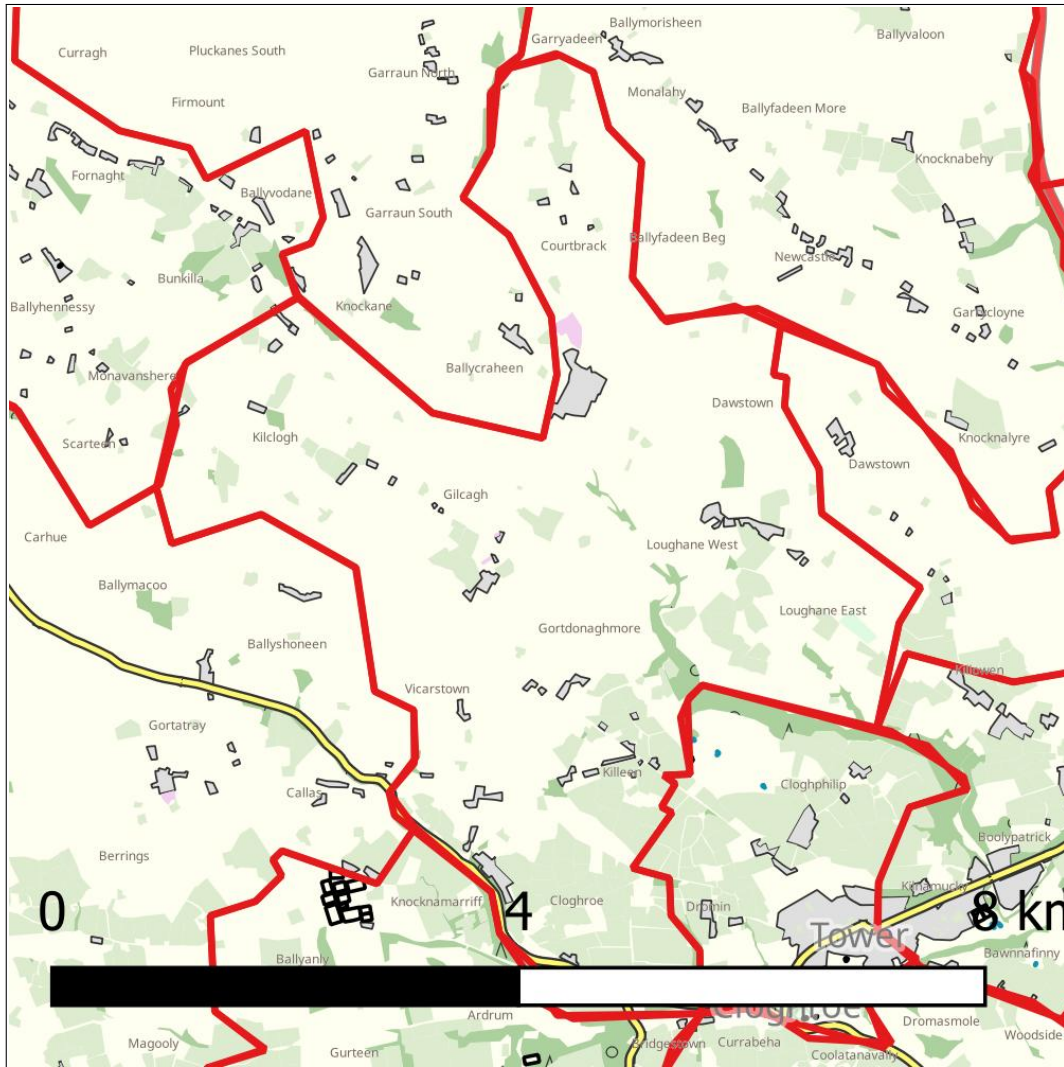 Ballymorisheen
Garryadeen
Ballyvaloon
Curragh
Pluckanes South
Garraun North
Monalahy
Firmount
Ballyfadeen More
Knocknabehy
Fornaght
Ballyvodane
Garraun South
Courtbrack
Ballyfadeen Beg
Newcastle
Bunkilla
Ballyhennessy
Knockane
Garrycloyne
Monavanshere
Ballycraheen
Dawstown
Scarteen
Kilclogh
Knocknalyre
Dawstown
Gilcagh
Carhue
Loughane West
Ballymacoo
Loughane East
Gortdonaghmore
Ballyshoneen
Killowen
Vicarstown
Gortatray
Killeen
Cloghphilip
Callas
Boolypatrick
Berrings
Kilnamucky
Knocknamarriff
Cloghroe
Dromin
0
4
8 km
Tower
Bawnnafinny
Ballyanly
Cloghroe
Ardrum
Dromasmole
Woodside
Magooly
Gurteen
Bridgestown
Currabeha
Coolatanavally